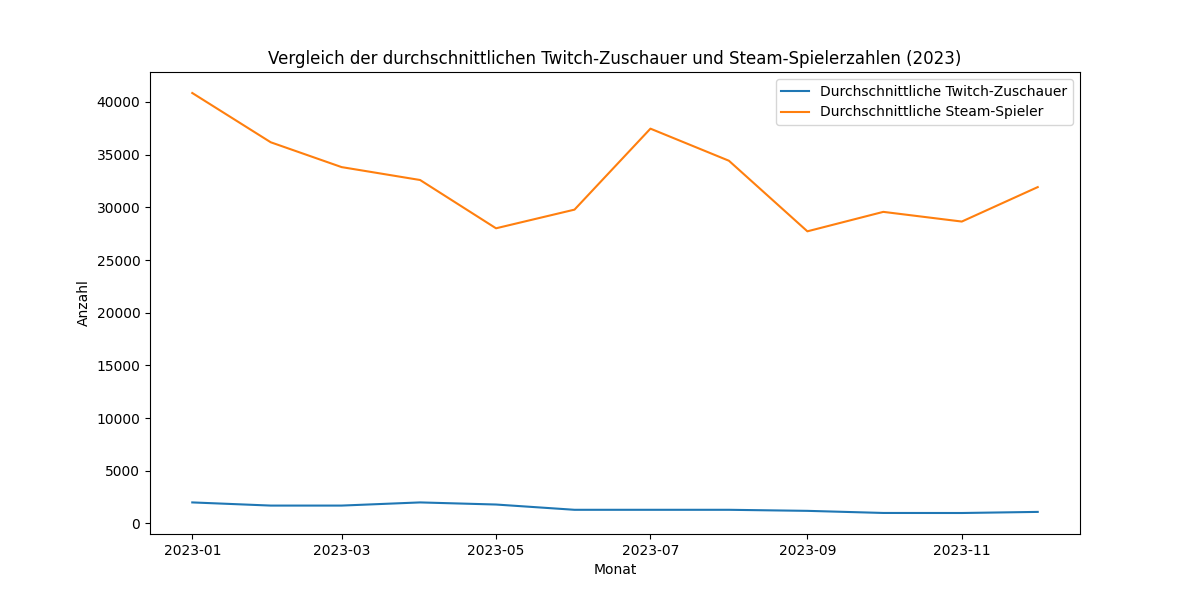 Vergleich der durchschnittlichen Twitch-Zuschauer und Steam-Spielerzahlen (2023)
Durchschnittliche Twitch-Zuschauer
Durchschnittliche Steam-Spieler
40000
35000
30000
25000
20000
15000
10000
5000
0
Anzahl
2023-01 2023-03 2023-05 2023-07 2023-09 2023-11
Monat